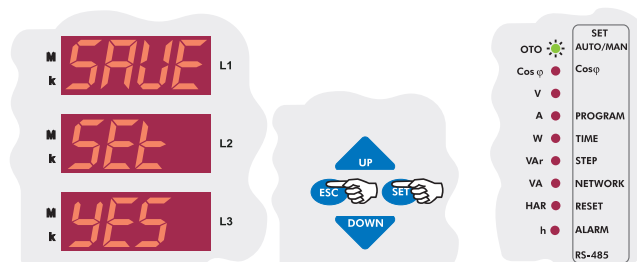 M
k
SAVE
L1
M
k
SEt
L2
M
k
yES
L3
UP
ESC
SET
DOWN
SET
OTO
AUTO/MAN
Cos φ
Cosφ
V
A
PROGRAM
W
TIME
VAr
STEP
VA
NETWORK
HAR
RESET
h
ALARM
RS-485